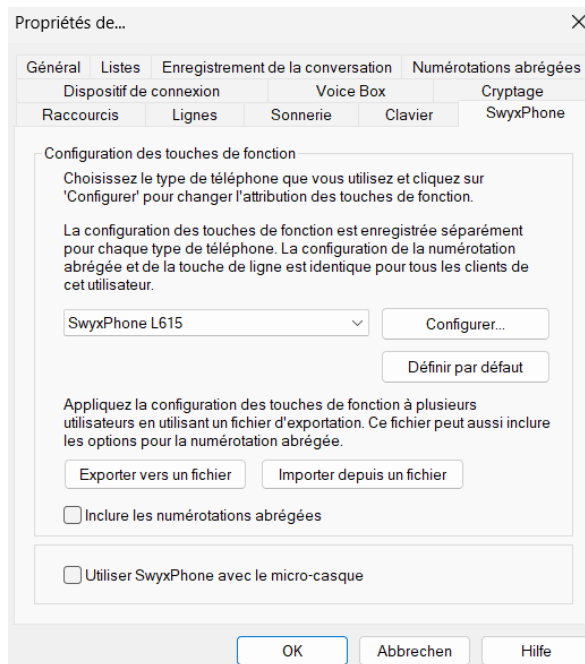 Propriétés de...
Général Listes Enregistrement de la conversation Numérotations abrégées
Dispositif de connexion Voice Box Cryptage
Raccourcis Lignes Sonnerie Clavier SwyxPhone
Configuration des touches de fonction
Choisissez le type de téléphone que vous utilisez et cliquez sur
'Configurer' pour changer l'attribution des touches de fonction.
La configuration des touches de fonction est enregistrée séparément
pour chaque type de téléphone. La configuration de la numérotation
abrégée et de la touche de ligne est identique pour tous les clients de
cet utilisateur.
SwyxPhone L615 Configurer...
Définir par défaut
Appliquez la configuration des touches de fonction à plusieurs
utilisateurs en utilisant un fichier d'exportation. Ce fichier peut aussi inclure
les options pour la numérotation abrégée.
Exporter vers un fichier Importer depuis un fichier
Inclure les numérotations abrégées
Utiliser SwyxPhone avec le micro-casque
OK Abbrechen Hilfe